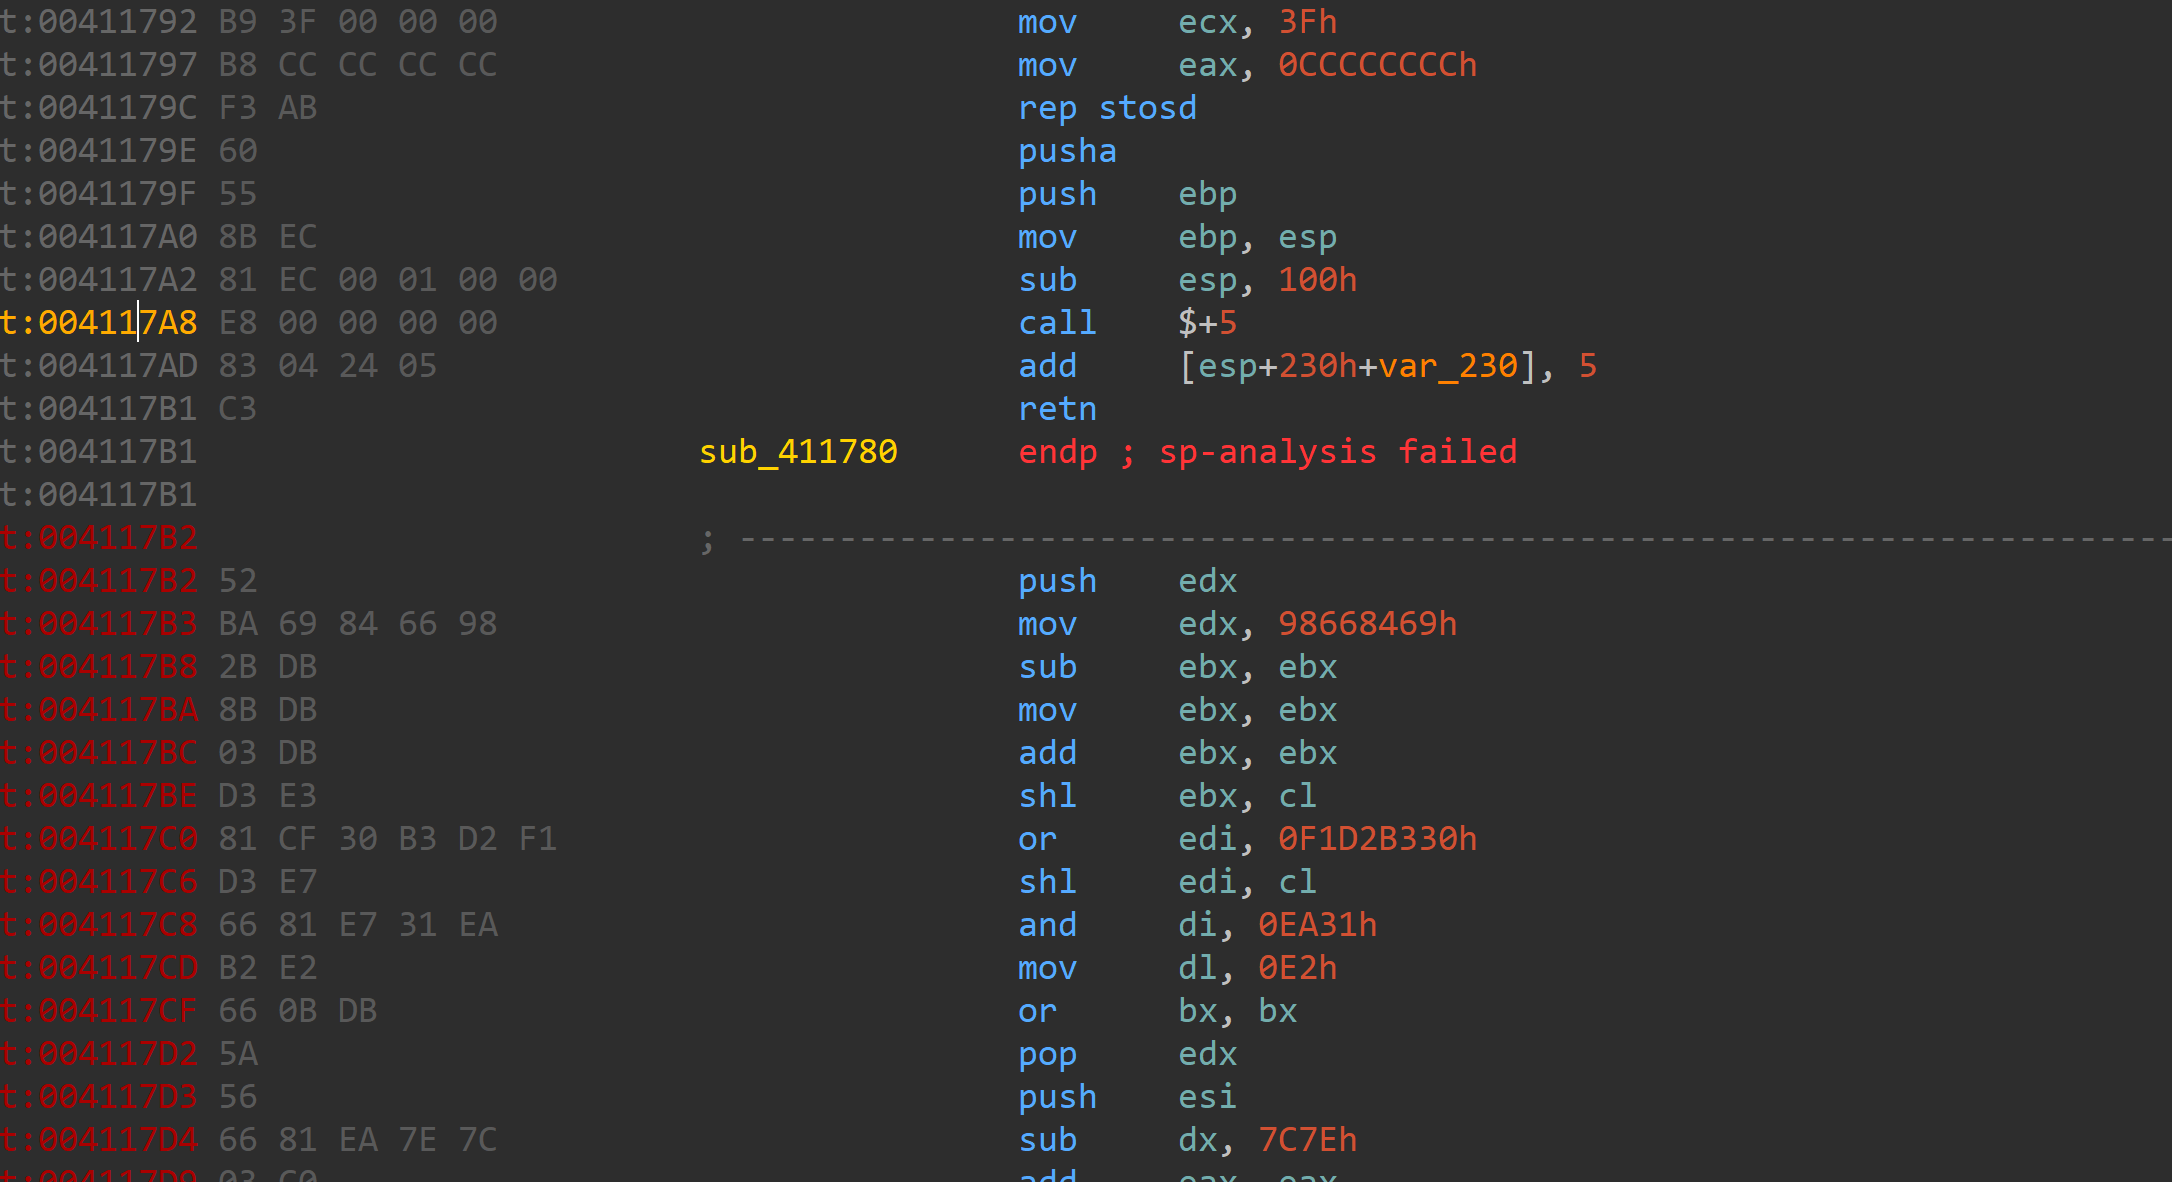 t:00411792 B9 3F 00 00 00 mov ecx, 3Fh
t:00411797 B8 CC CC CC CC mov eax, 0CCCCCCCCh
t:0041179C F3 AB rep stosd
t:0041179E 60 pusha
t:0041179F 55 push ebp
t:004117A0 8B EC mov ebp, esp
t:004117A2 81 EC 00 01 00 00 sub esp, 100h
t:004117A8 E8 00 00 00 00 call $+5
t:004117AD 83 04 24 05 add [esp+230h+var_230], 5
t:004117B1 C3 retn
t:004117B1 sub_411780 endp ; sp-analysis failed
t:004117B1
t:004117B2 ; ------------------------------------------------------------------------
t:004117B2 52 push edx
t:004117B3 BA 69 84 66 98 mov edx, 98668469h
t:004117B8 2B DB sub ebx, ebx
t:004117BA 8B DB mov ebx, ebx
t:004117BC 03 DB add ebx, ebx
t:004117BE D3 E3 shl ebx, cl
t:004117C0 81 CF 30 B3 D2 F1 or edi, 0F1D2B330h
t:004117C6 D3 E7 shl edi, cl
t:004117C8 66 81 E7 31 EA and di, 0EA31h
t:004117CD B2 E2 mov dl, 0E2h
t:004117CF 66 0B DB or bx, bx
t:004117D2 5A pop edx
t:004117D3 56 push esi
t:004117D4 66 81 EA 7E 7C sub dx, 7C7Eh
t:004117D9 03 C0 add eax, eax